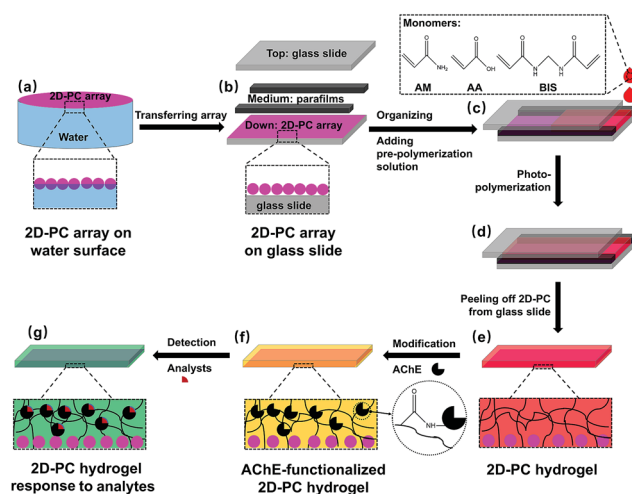 Monomers:
O
NH₂
AM
O
OH
AA
O
N
H
N
H
O
BIS
Top: glass slide
(a)
2D-PC array
Water
Transferring array
(b)
Medium: parafilms
Down: 2D-PC array
Organizing
Adding
pre-polymerization
solution
(c)
glass slide
2D-PC array on
water surface
2D-PC array
on glass slide
Photo-
polymerization
(d)
Peeling off 2D-PC
from glass slide
(g)
Detection
Analysts
(f)
Modification
AChE
(e)
O
NH
2D-PC hydrogel
response to analytes
AChE-functionalized
2D-PC hydrogel
2D-PC hydrogel